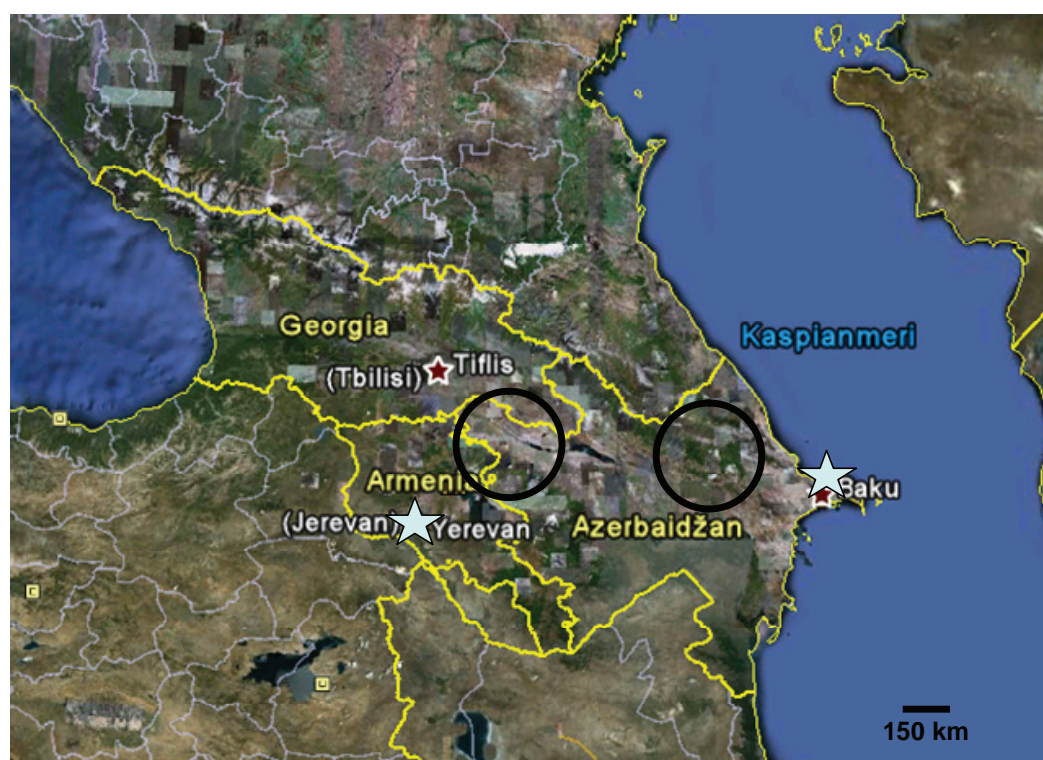 Georgia
Kaspianmeri
(Tbilisi) Tiflis
Armenia
(Jerevan) Yerevan
Azerbaidžan
Baku
150 km